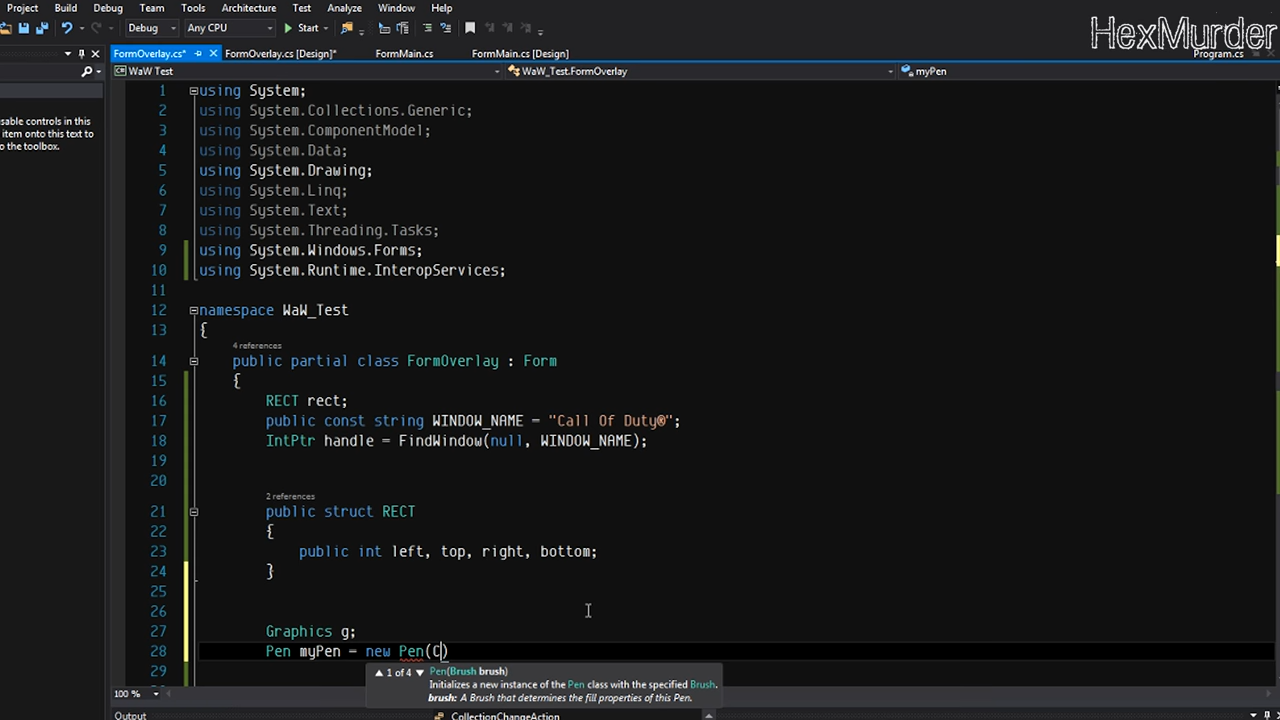 Project Build Debug Team Tools Architecture Test Analyze Window Help
HexMurder
Debug Any CPU Start
FormOverlay.cs* FormOverlay.cs [Design]* FormMain.cs FormMain.cs [Design] Program.cs
WaW Test WaW_Test.FormOverlay myPen
usable controls in this
item onto this text to
o the toolbox.
1 using System;
2 using System.Collections.Generic;
3 using System.ComponentModel;
4 using System.Data;
5 using System.Drawing;
6 using System.Linq;
7 using System.Text;
8 using System.Threading.Tasks;
9 using System.Windows.Forms;
10 using System.Runtime.InteropServices;
11
12 namespace WaW_Test
13 {
4 references
14 public partial class FormOverlay : Form
15 {
16 RECT rect;
17 public const string WINDOW_NAME = "Call Of Duty®";
18 IntPtr handle = FindWindow(null, WINDOW_NAME);
19
20
2 references
21 public struct RECT
22 {
23 public int left, top, right, bottom;
24 }
25
26
27 Graphics g;
28 Pen myPen = new Pen(C)
29
1 of 4 Pen(Brush brush)
Initializes a new instance of the Pen class with the specified Brush.
brush: A Brush that determines the fill properties of this Pen.
100 %
Output CollectionChangeAction